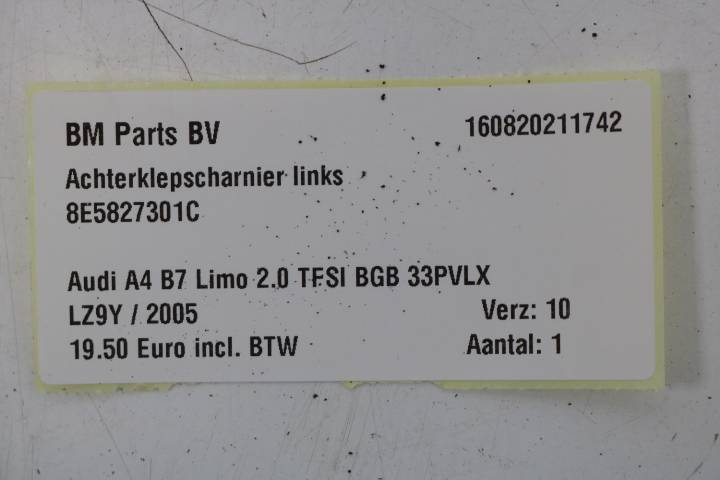 BM Parts BV 160820211742
Achterklepscharnier links
8E5827301C
Audi A4 B7 Limo 2.0 TFSI BGB 33PVLX
LZ9Y / 2005 Verz: 10
19.50 Euro incl. BTW Aantal: 1